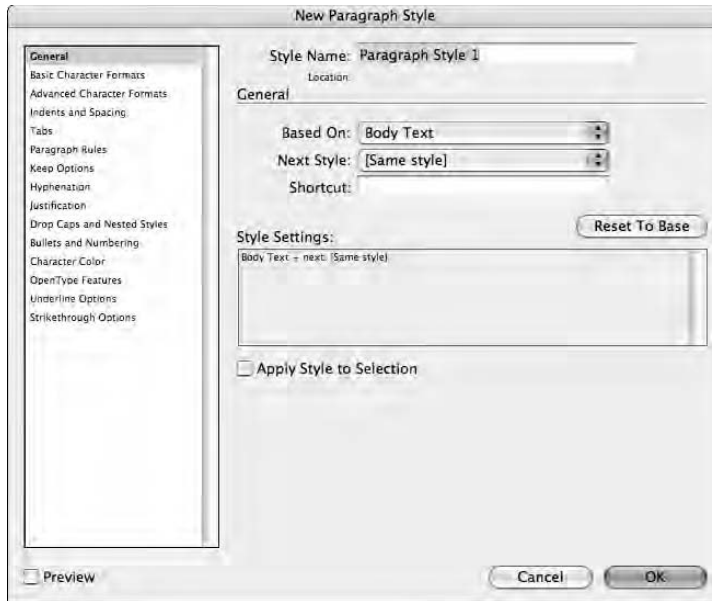 New Paragraph Style
General
Basic Character Formats
Advanced Character Formats
Indents and Spacing
Tabs
Paragraph Rules
Keep Options
Hyphenation
Justification
Drop Caps and Nested Styles
Bullets and Numbering
Character Color
OpenType Features
Underline Options
Strikethrough Options
Style Name: Paragraph Style 1
Location:
General
Based On: Body Text
Next Style: [Same style]
Shortcut:
Reset To Base
Style Settings:
Body Text + next: [Same style]
Apply Style to Selection
Preview
Cancel
OK